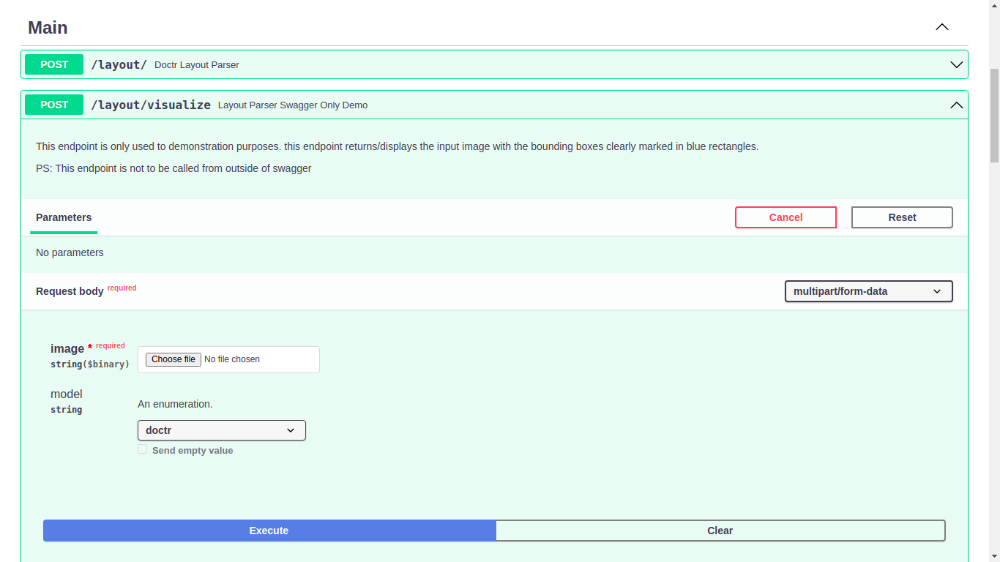 Main
POST /layout/ Doctr Layout Parser
POST /layout/visualize Layout Parser Swagger Only Demo
This endpoint is only used to demonstration purposes. this endpoint returns/displays the input image with the bounding boxes clearly marked in blue rectangles.
PS: This endpoint is not to be called from outside of swagger
Parameters Cancel Reset
No parameters
Request body required multipart/form-data
image * required
string($binary) Choose file No file chosen
model
string An enumeration.
doctr
Send empty value
Execute Clear